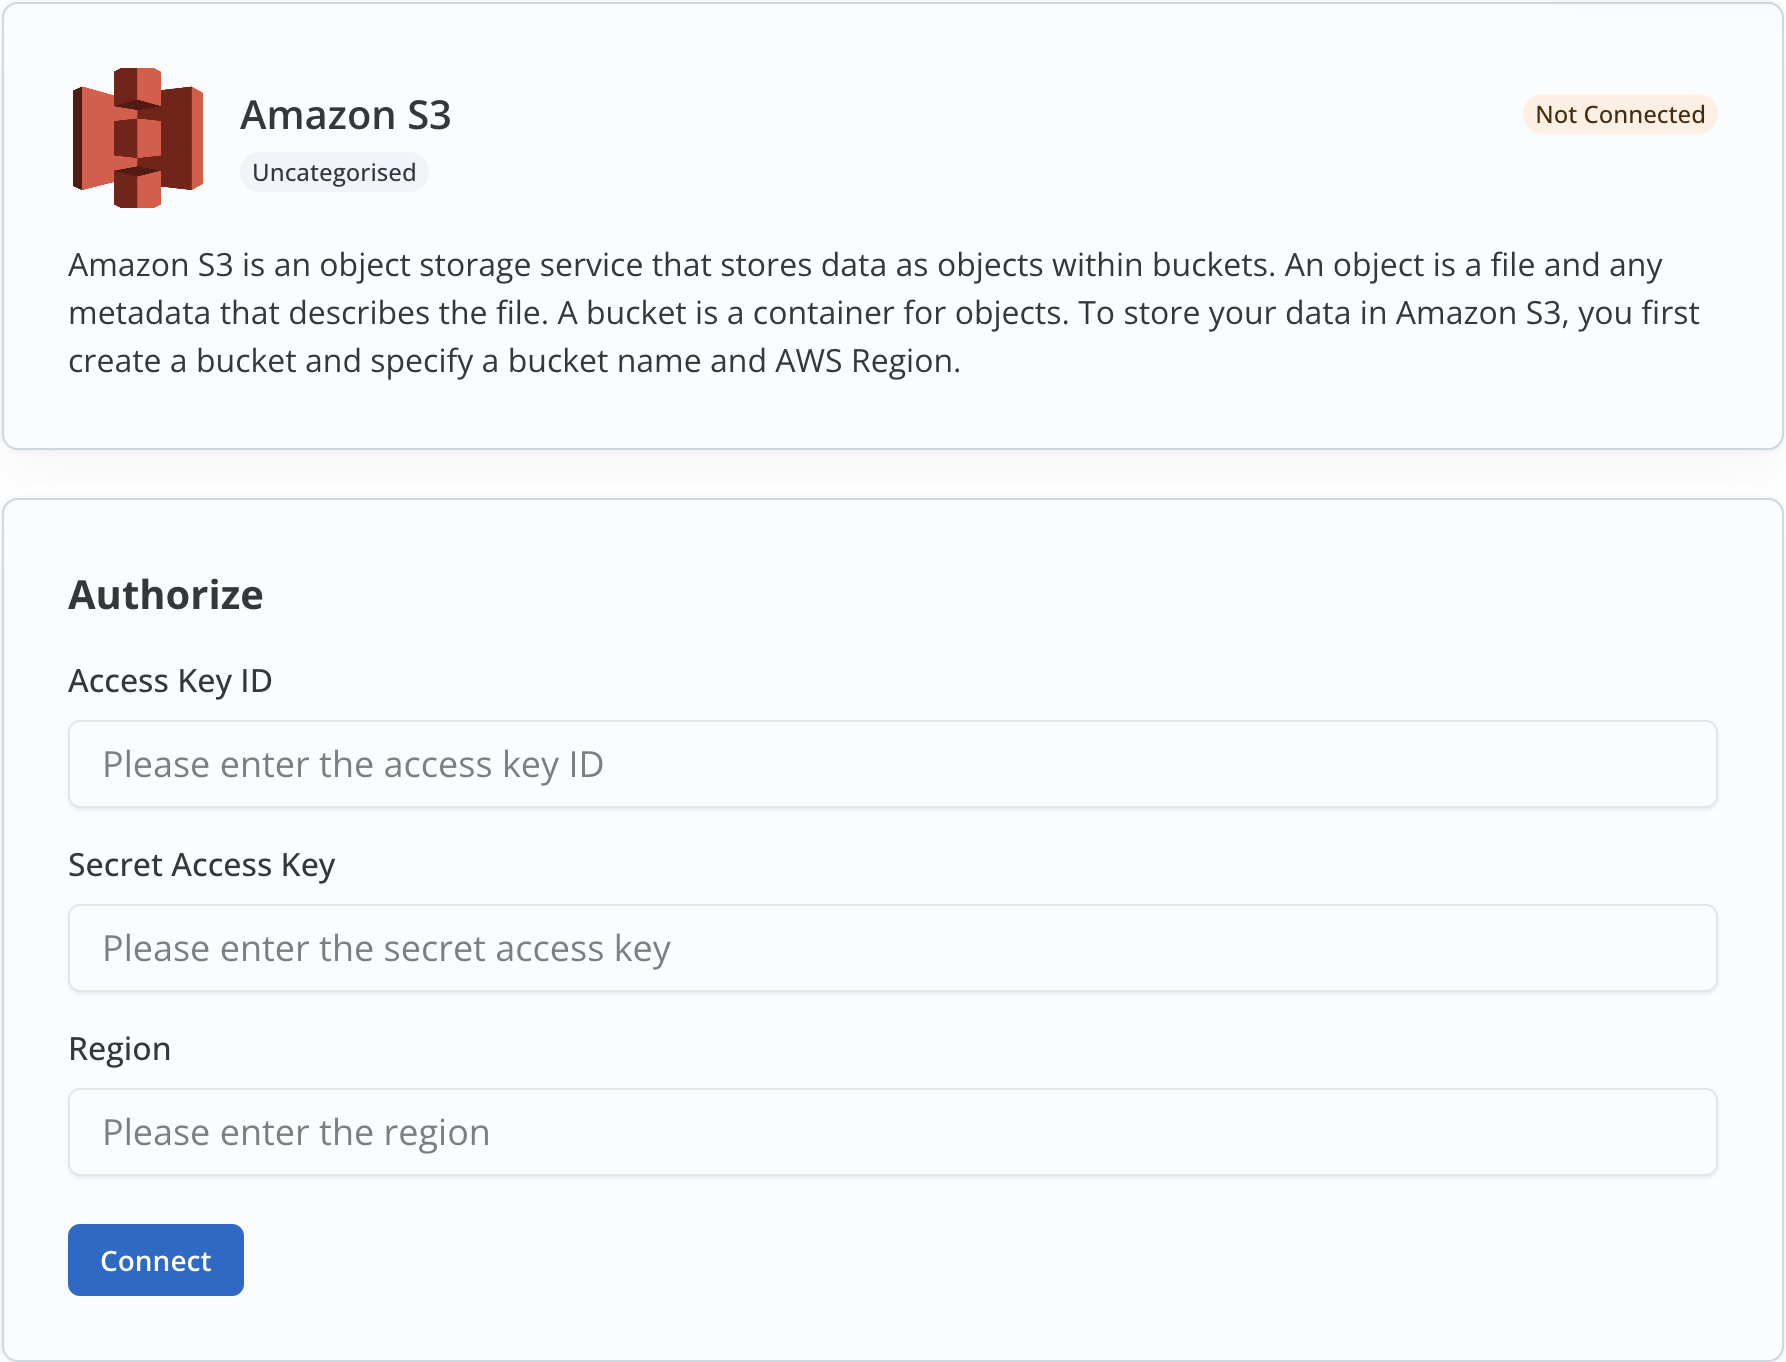 Amazon S3
Not Connected
Uncategorised
Amazon S3 is an object storage service that stores data as objects within buckets. An object is a file and any
metadata that describes the file. A bucket is a container for objects. To store your data in Amazon S3, you first
create a bucket and specify a bucket name and AWS Region.
Authorize
Access Key ID
Please enter the access key ID
Secret Access Key
Please enter the secret access key
Region
Please enter the region
Connect